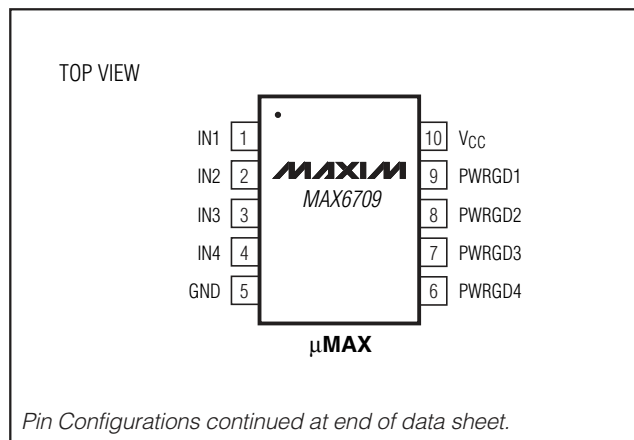 TOP VIEW
IN1 1 10 VCC
IN2 2 MAXIM 9 PWRGD1
MAX6709
IN3 3 8 PWRGD2
IN4 4 7 PWRGD3
GND 5 6 PWRGD4
µMAX
Pin Configurations continued at end of data sheet.